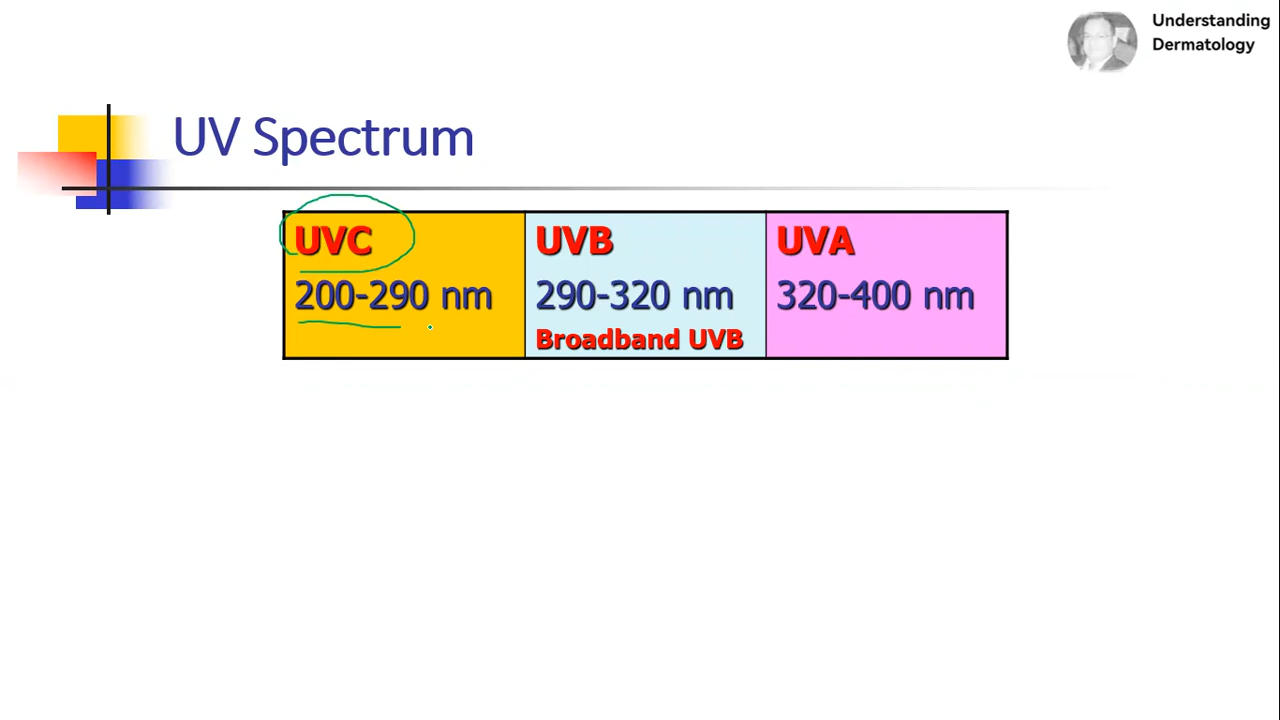 Understanding
Dermatology
UV Spectrum
UVC
200-290 nm
UVB
290-320 nm
Broadband UVB
UVA
320-400 nm